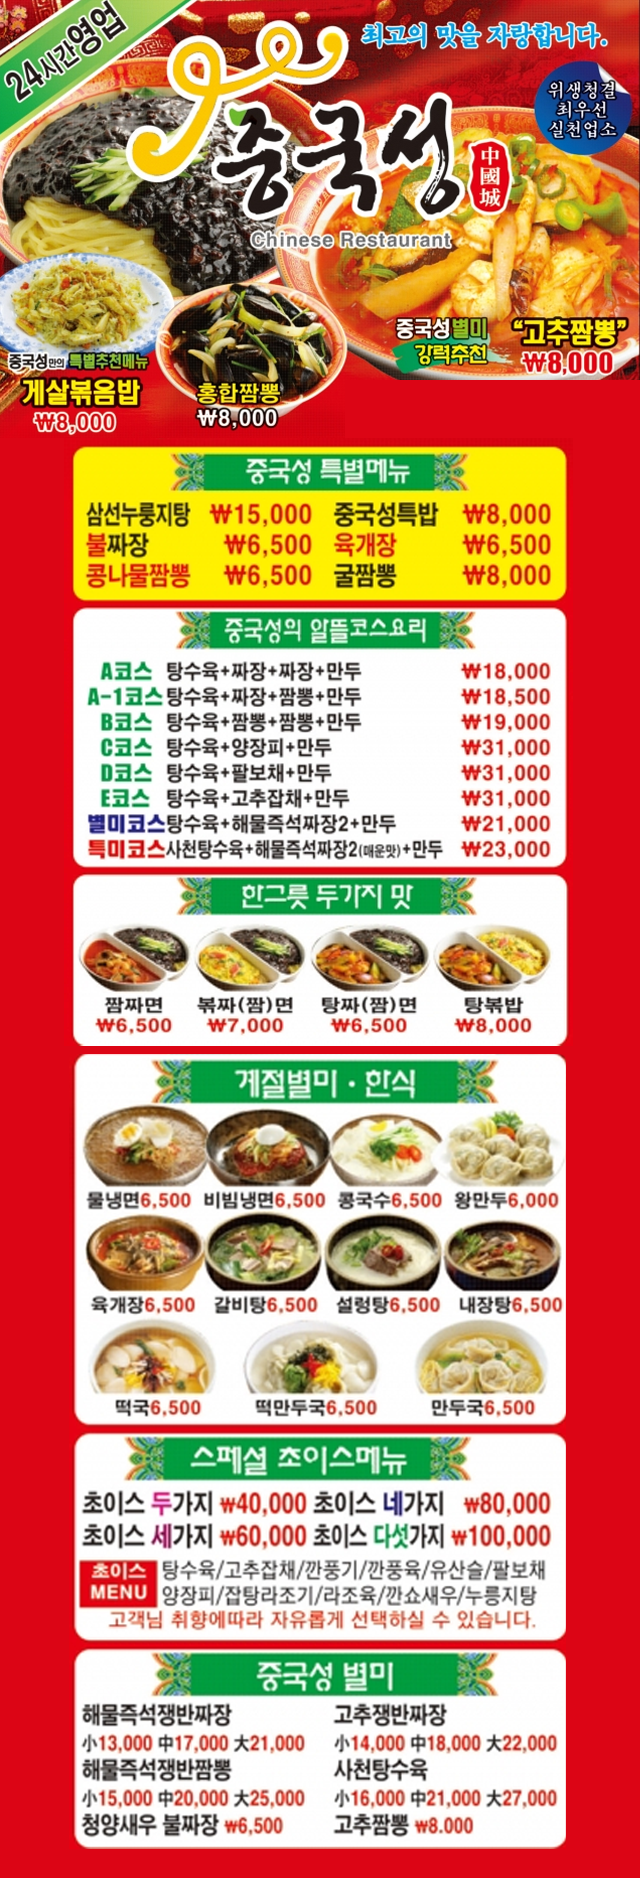 24시간영업
최고의 맛을 자랑합니다.
위생청결
최우선
실천업소
중국성
中國城
Chinese Restaurant
중국성만의 특별추천메뉴
게살볶음밥
₩8,000
홍합짬뽕
₩8,000
중국성별미
강력추천
“고추짬뽕”
₩8,000
중국성 특별메뉴
삼선누룽지탕 ₩15,000 중국성특밥 ₩8,000
불짜장 ₩6,500 육개장 ₩6,500
콩나물짬뽕 ₩6,500 굴짬뽕 ₩8,000
중국성의 알뜰코스요리
A코스 탕수육+짜장+짜장+만두 ₩18,000
A-1코스 탕수육+짜장+짬뽕+만두 ₩18,500
B코스 탕수육+짬뽕+짬뽕+만두 ₩19,000
C코스 탕수육+양장피+만두 ₩31,000
D코스 탕수육+팔보채+만두 ₩31,000
E코스 탕수육+고추잡채+만두 ₩31,000
별미코스 탕수육+해물즉석짜장2+만두 ₩21,000
특미코스 사천탕수육+해물즉석짜장2(매운맛)+만두 ₩23,000
한그릇 두가지 맛
짬짜면 볶짜(짬)면 탕짜(짬)면 탕볶밥
₩6,500 ₩7,000 ₩6,500 ₩8,000
계절별미·한식
물냉면6,500 비빔냉면6,500 콩국수6,500 왕만두6,000
육개장6,500 갈비탕6,500 설렁탕6,500 내장탕6,500
떡국6,500 떡만두국6,500 만두국6,500
스페셜 초이스메뉴
초이스 두가지 ₩40,000 초이스 네가지 ₩80,000
초이스 세가지 ₩60,000 초이스 다섯가지 ₩100,000
초이스 MENU
탕수육/고추잡채/깐풍기/깐풍육/유산슬/팔보채
양장피/잡탕라조기/라조육/깐쇼새우/누릉지탕
고객님 취향에따라 자유롭게 선택하실 수 있습니다.
중국성 별미
해물즉석쟁반짜장 고추쟁반짜장
小13,000 中17,000 大21,000 小14,000 中18,000 大22,000
해물즉석쟁반짬뽕 사천탕수육
小15,000 中20,000 大25,000 小16,000 中21,000 大27,000
청양새우 불짜장 ₩6,500 고추짬뽕 ₩8.000